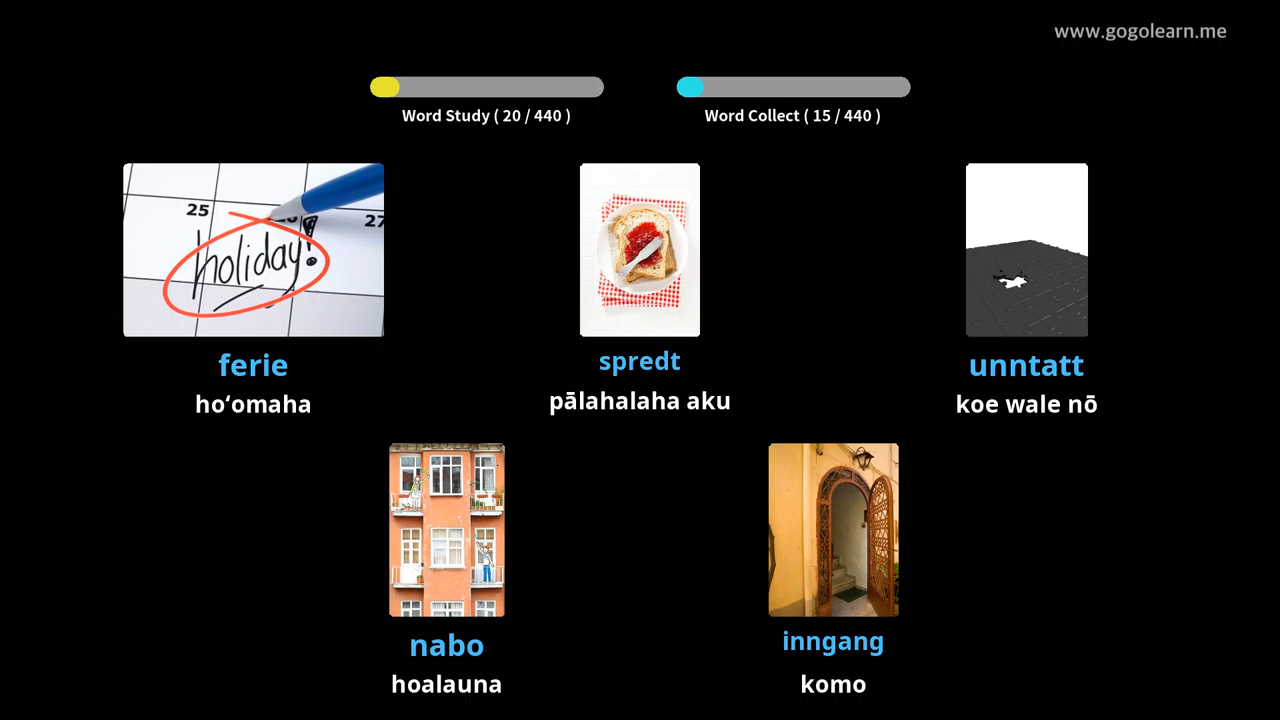 www.gogolearn.me
Word Study ( 20 / 440 )
Word Collect ( 15 / 440 )
25
27
holiday!
ferie
hoʻomaha
spredt
pālahalaha aku
unntatt
koe wale nō
nabo
hoalauna
inngang
komo